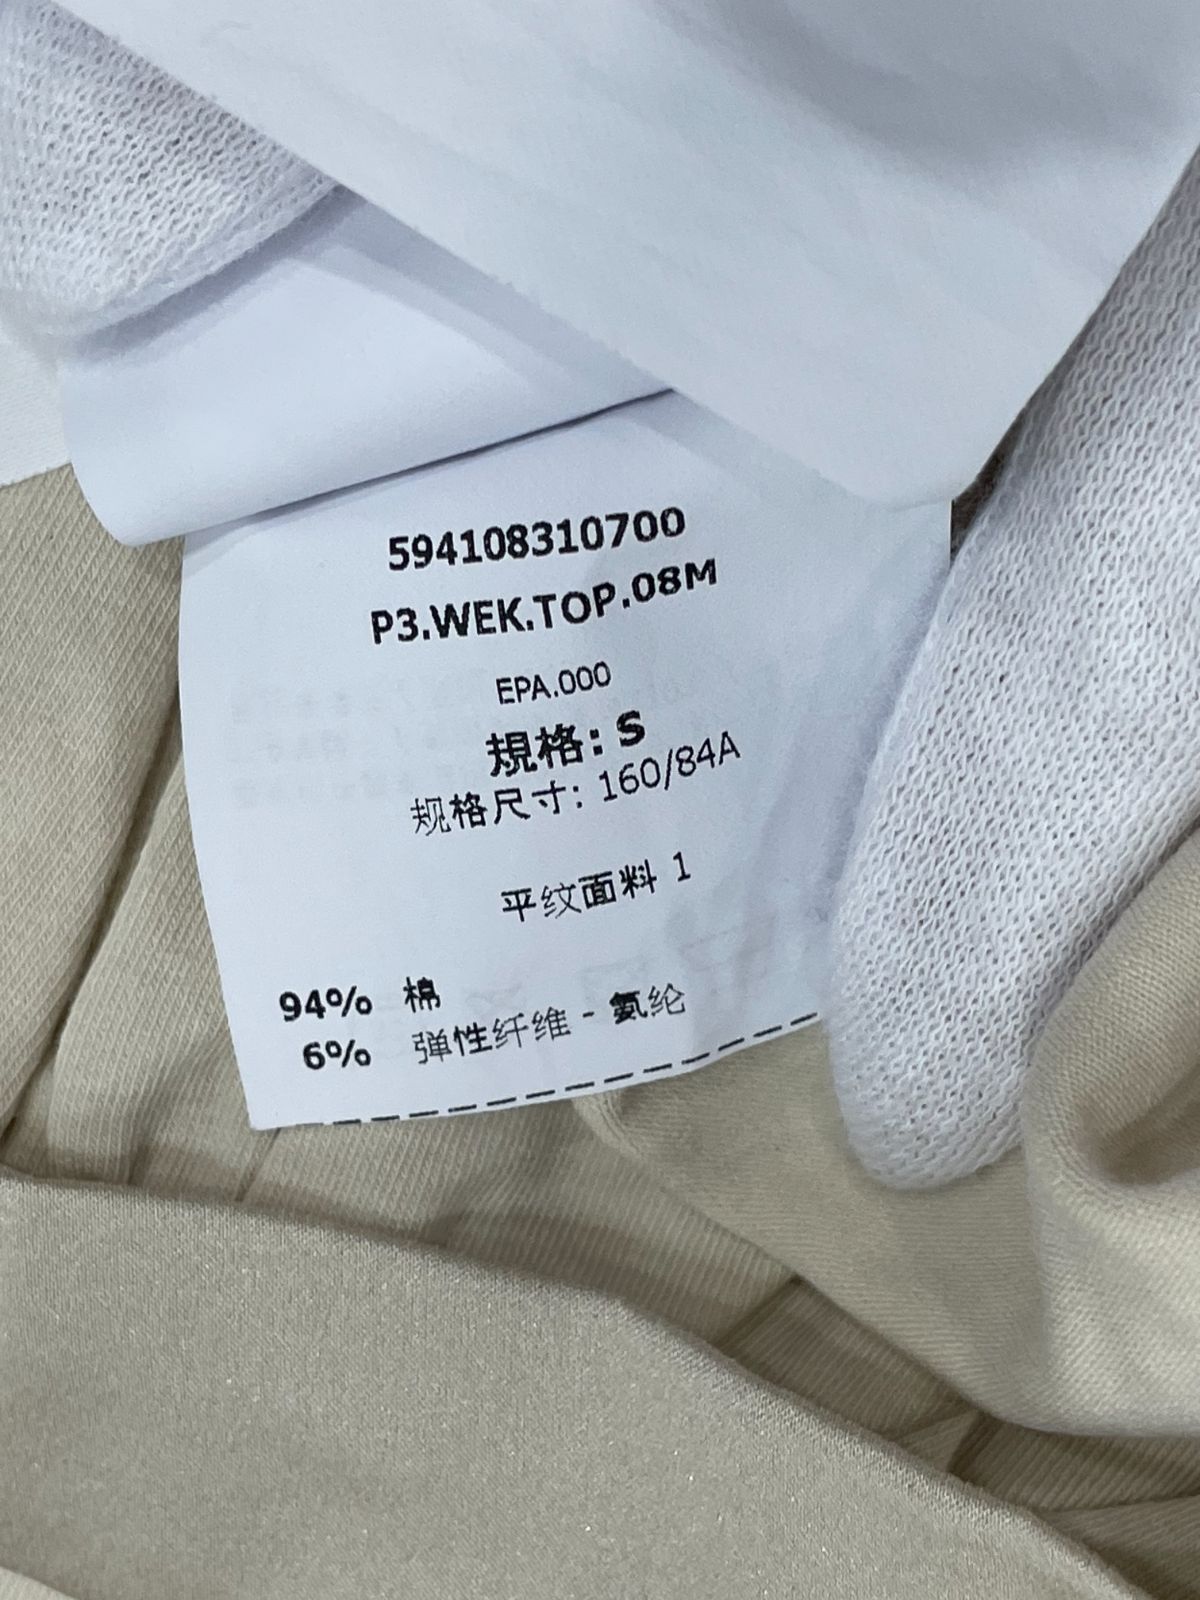 594108310700
P3.WEK.TOP.08M
EPA.000
規格: S
规格尺寸: 160/84A
平纹面料 1
94% 棉
6% 弹性纤维 - 氨纶